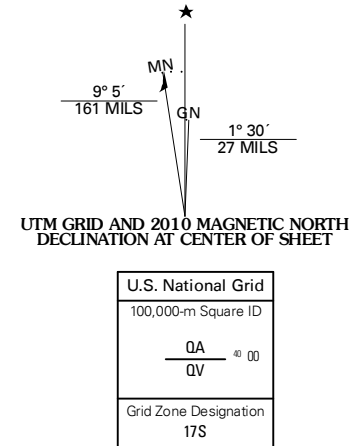 ★
MN
9° 5´
161 MILS
GN
1° 30´
27 MILS
UTM GRID AND 2010 MAGNETIC NORTH
DECLINATION AT CENTER OF SHEET
U.S. National Grid
100,000-m Square ID
QA
QV
40 00
Grid Zone Designation
17S